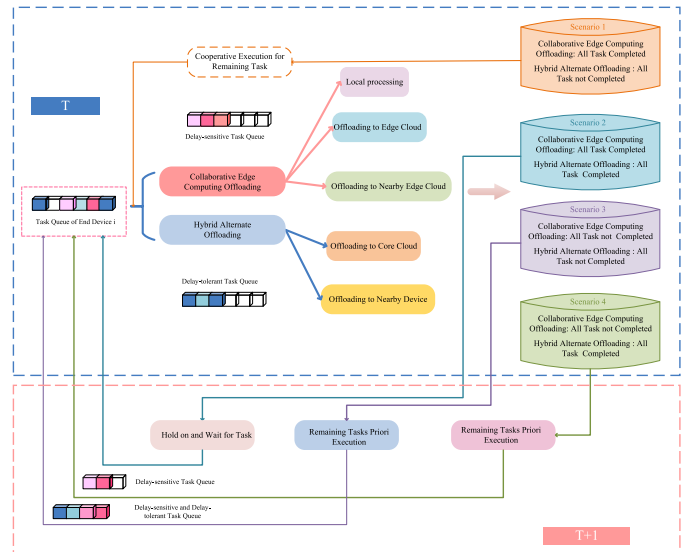 Scenario 1
Collaborative Edge Computing
Offloading: All Task Completed
Hybrid Alternate Offloading : All
Task not Completed
Cooperative Execution for
Remaining Task
Local processing
T
Delay-sensitive Task Queue
Offloading to Edge Cloud
Scenario 2
Collaborative Edge Computing
Offloading: All Task Completed
Hybrid Alternate Offloading : All
Task Completed
Collaborative Edge
Computing Offloading
Offloading to Nearby Edge Cloud
Task Queue of End Device i
Hybrid Alternate
Offloading
Offloading to Core Cloud
Scenario 3
Collaborative Edge Computing
Offloading: All Task not Completed
Hybrid Alternate Offloading : All
Task not Completed
Delay-tolerant Task Queue
Offloading to Nearby Device
Scenario 4
Collaborative Edge Computing
Offloading: All Task not Completed
Hybrid Alternate Offloading : All
Task Completed
Hold on and Wait for Task
Remaining Tasks Priori
Execution
Remaining Tasks Priori
Execution
Delay-sensitive Task Queue
Delay-sensitive and Delay-
tolerant Task Queue
T+1